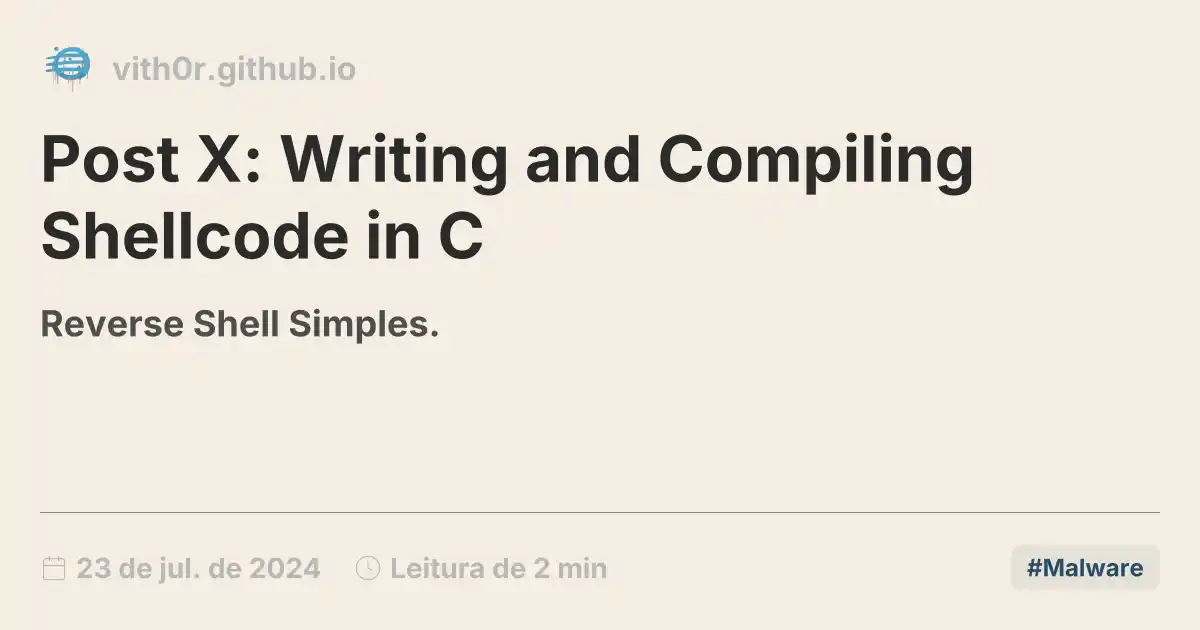 vith0r.github.io
Post X: Writing and Compiling
Shellcode in C
Reverse Shell Simples.
23 de jul. de 2024 Leitura de 2 min
#Malware